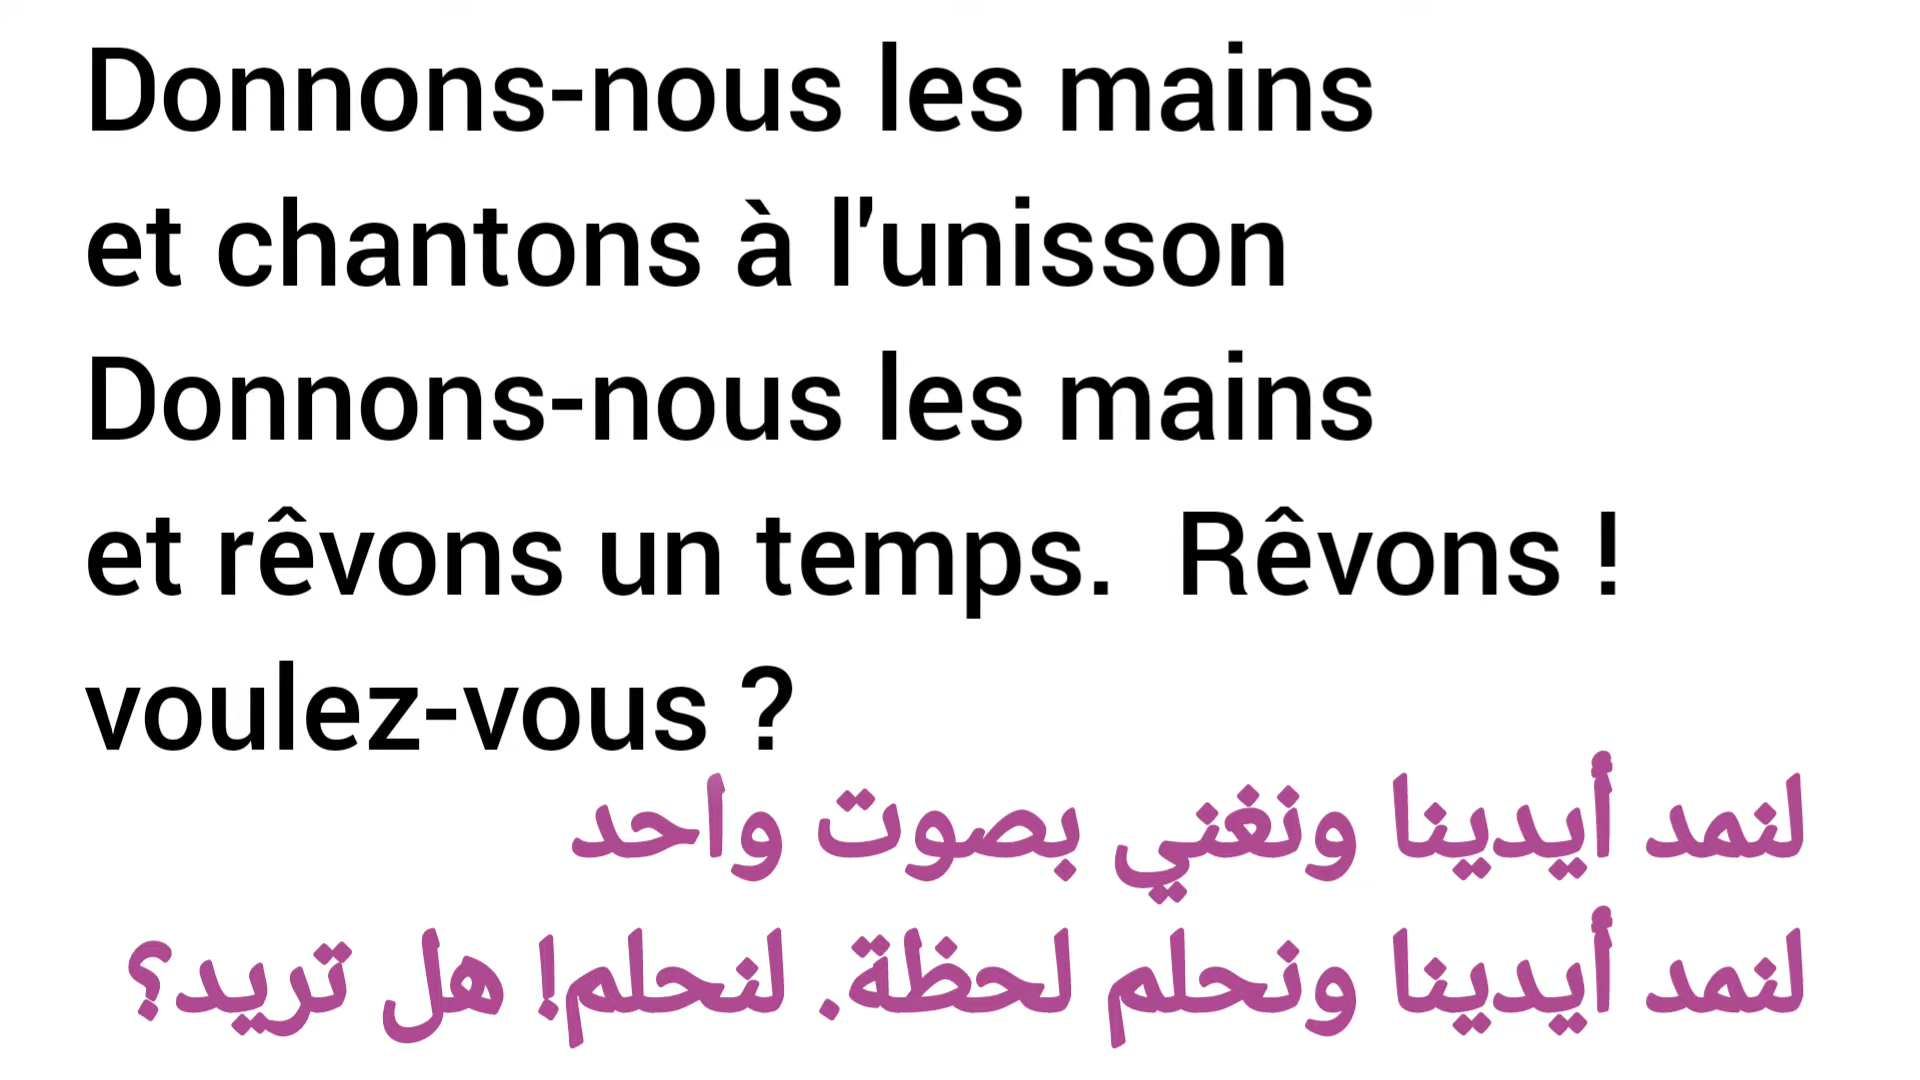 Donnons-nous les mains
et chantons à l'unisson
Donnons-nous les mains
et rêvons un temps.  Rêvons !
voulez-vous ?
لنمد أيدينا ونغني بصوت واحد
لنمد أيدينا ونحلم لحظة. لنحلم! هل تريد؟